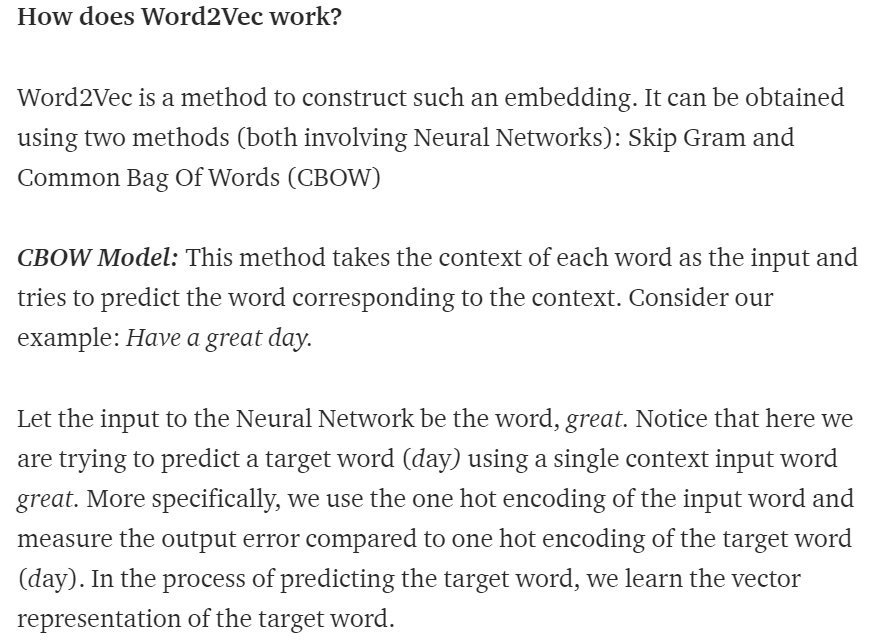 How does Word2Vec work?
Word2Vec is a method to construct such an embedding. It can be obtained
using two methods (both involving Neural Networks): Skip Gram and
Common Bag Of Words (CBOW)
CBOW Model: This method takes the context of each word as the input and
tries to predict the word corresponding to the context. Consider our
example: Have a great day.
Let the input to the Neural Network be the word, great. Notice that here we
are trying to predict a target word (day) using a single context input word
great. More specifically, we use the one hot encoding of the input word and
measure the output error compared to one hot encoding of the target word
(day). In the process of predicting the target word, we learn the vector
representation of the target word.